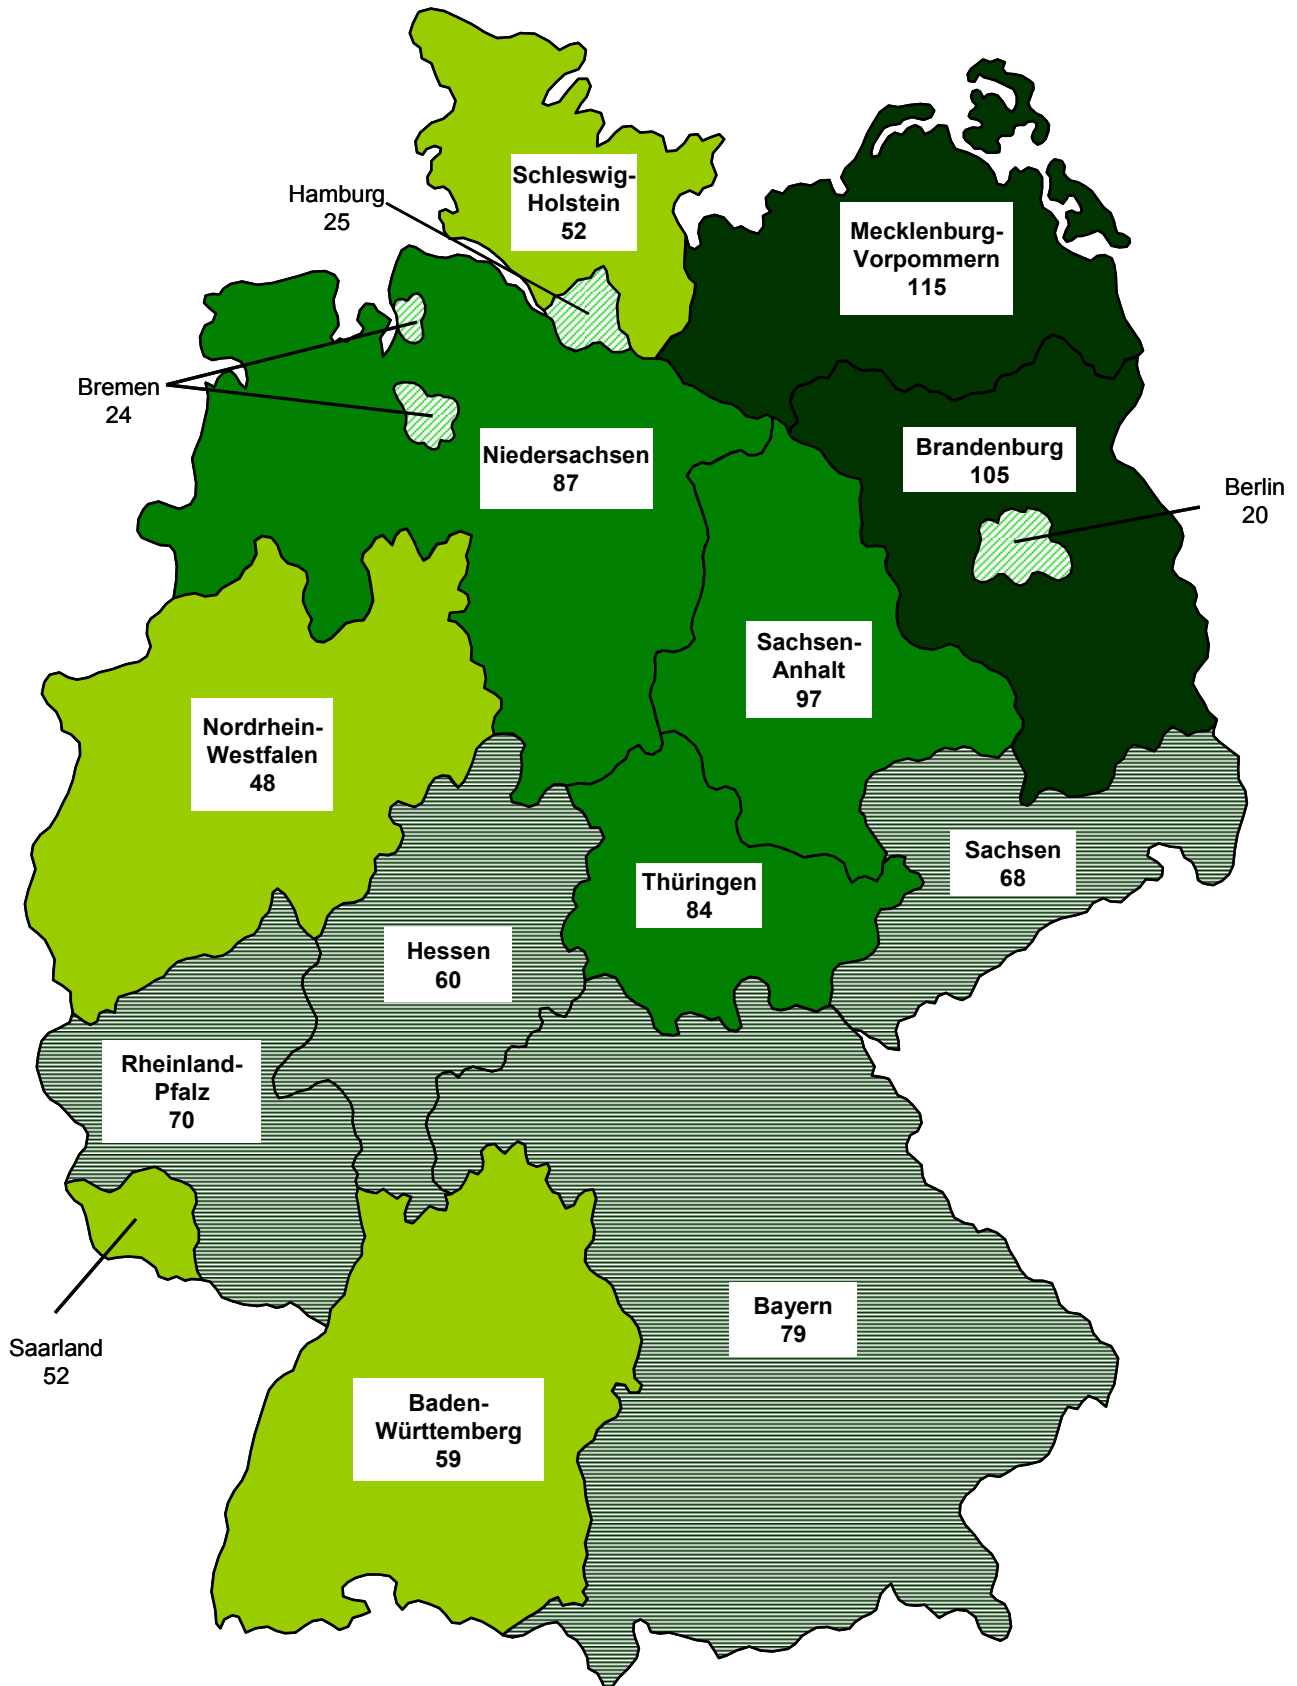 Schleswig-
Holstein
52
Hamburg
25
Mecklenburg-
Vorpommern
115
Bremen
24
Niedersachsen
87
Brandenburg
105
Berlin
20
Sachsen-
Anhalt
97
Nordrhein-
Westfalen
48
Sachsen
68
Thüringen
84
Hessen
60
Rheinland-
Pfalz
70
Bayern
79
Saarland
52
Baden-
Württemberg
59